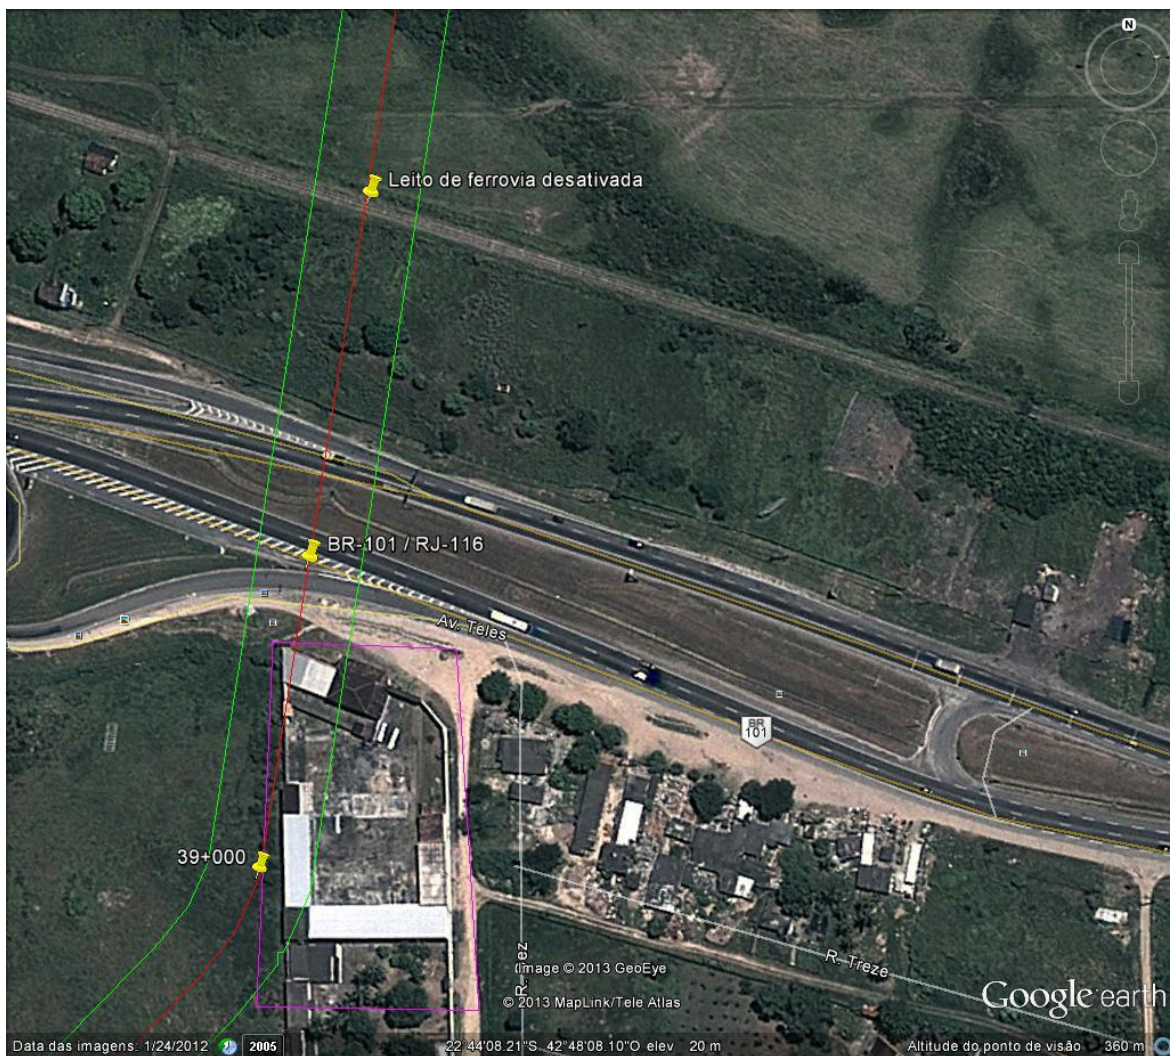 N
Leito de ferrovia desativada
BR-101 / RJ-116
Av. Teles
BR
101
39+000
R. Treze
Image © 2013 GeoEye
© 2013 MapLink/Tele Atlas
Google earth
Data das imagens: 1/24/2012 2005 22°44'08.21"S 42°48'08.10"O elev 20 m Altitude do ponto de visão 360 m